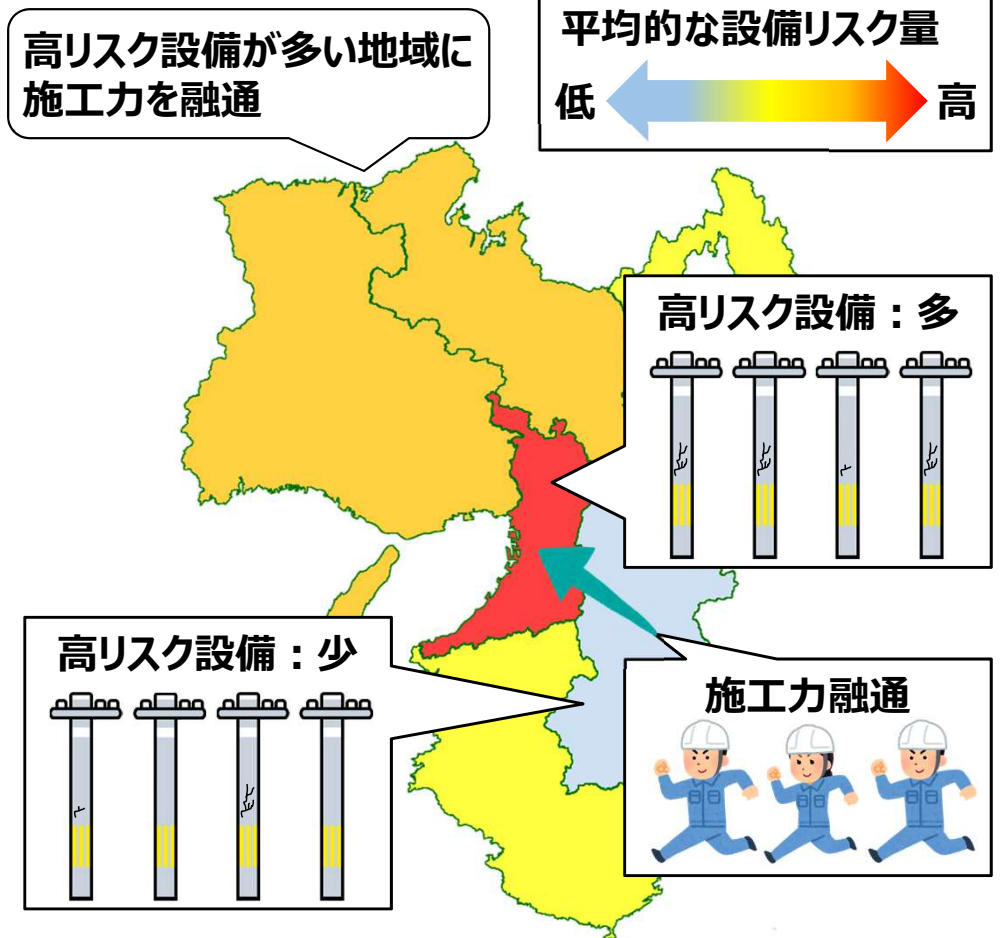 高リスク設備が多い地域に
施工力を融通
平均的な設備リスク量
低
高
高リスク設備：多
高リスク設備：少
施工力融通